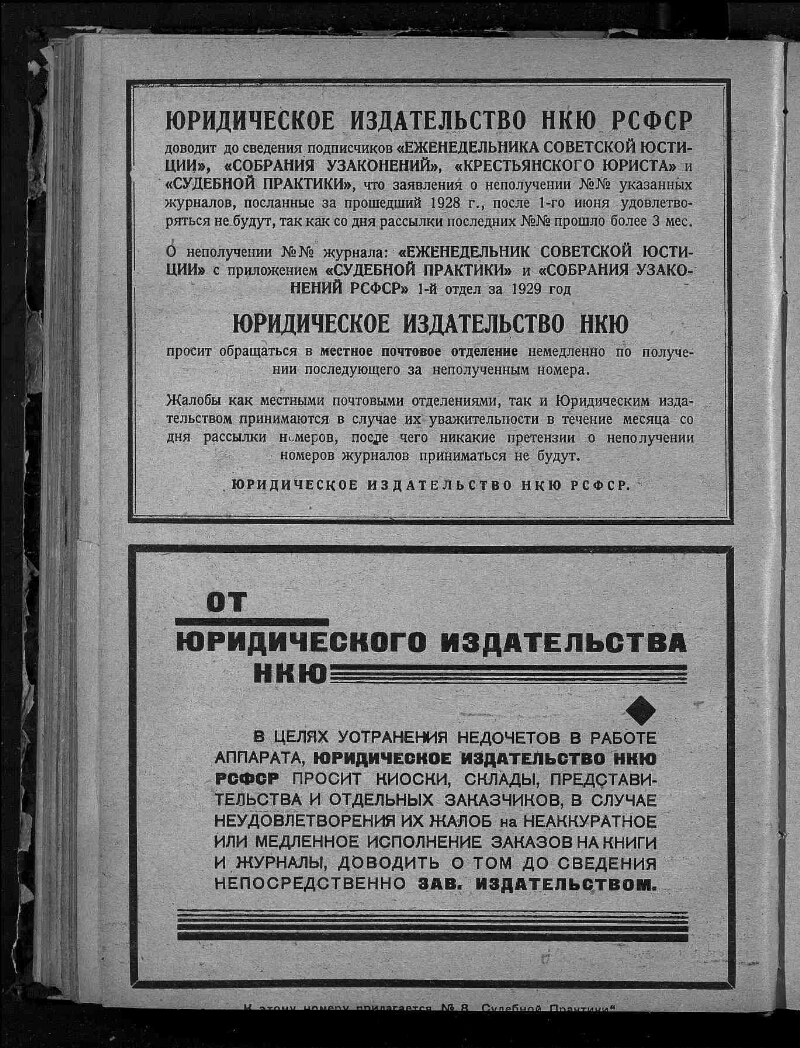 ЮРИДИЧЕСКОЕ ИЗДАТЕЛЬСТВО НКЮ РСФСР
доводит до сведения подписчиков «ЕЖЕНЕДЕЛЬНИКА СОВЕТСКОЙ ЮСТИ-
ЦИИ», «СОБРАНИЯ УЗАКОНЕНИЙ», «КРЕСТЬЯНСКОГО ЮРИСТА» и
«СУДЕБНОЙ ПРАКТИКИ», что заявления о неполучении №№ указанных
журналов, посланные за прошедший 1928 г., после 1-го июня удовлетво-
ряться не будут, так как со дня рассылки последних №№ прошло более 3 мес.
О неполучении №№ журнала: «ЕЖЕНЕДЕЛЬНИК СОВЕТСКОЙ ЮСТИ-
ЦИИ» с приложением «СУДЕБНОЙ ПРАКТИКИ» и «СОБРАНИЯ УЗАКО-
НЕНИЙ РСФСР» 1-й отдел за 1929 год
ЮРИДИЧЕСКОЕ ИЗДАТЕЛЬСТВО НКЮ
просит обращаться в местное почтовое отделение немедленно по получе-
нии последующего за неполученным номера.
Жалобы как местными почтовыми отделениями, так и Юридическим изда-
тельством принимаются в случае их уважительности в течение месяца со
дня рассылки номеров, после чего никакие претензии о неполучении
номеров журналов приниматься не будут.
ЮРИДИЧЕСКОЕ ИЗДАТЕЛЬСТВО НКЮ РСФСР.
ОТ
ЮРИДИЧЕСКОГО ИЗДАТЕЛЬСТВА
НКЮ
В ЦЕЛЯХ УОТРАНЕНИЯ НЕДОЧЕТОВ В РАБОТЕ
АППАРАТА, ЮРИДИЧЕСКОЕ ИЗДАТЕЛЬСТВО НКЮ
РСФСР ПРОСИТ КИОСКИ, СКЛАДЫ, ПРЕДСТАВИ-
ТЕЛЬСТВА И ОТДЕЛЬНЫХ ЗАКАЗЧИКОВ, В СЛУЧАЕ
НЕУДОВЛЕТВОРЕНИЯ ИХ ЖАЛОБ на НЕАККУРАТНОЕ
ИЛИ МЕДЛЕННОЕ ИСПОЛНЕНИЕ ЗАКАЗОВ НА КНИГИ
И ЖУРНАЛЫ, ДОВОДИТЬ О ТОМ ДО СВЕДЕНИЯ
НЕПОСРЕДСТВЕННО ЗАВ. ИЗДАТЕЛЬСТВОМ.
К этому номеру прилагается № 8 „Судебной Практики“